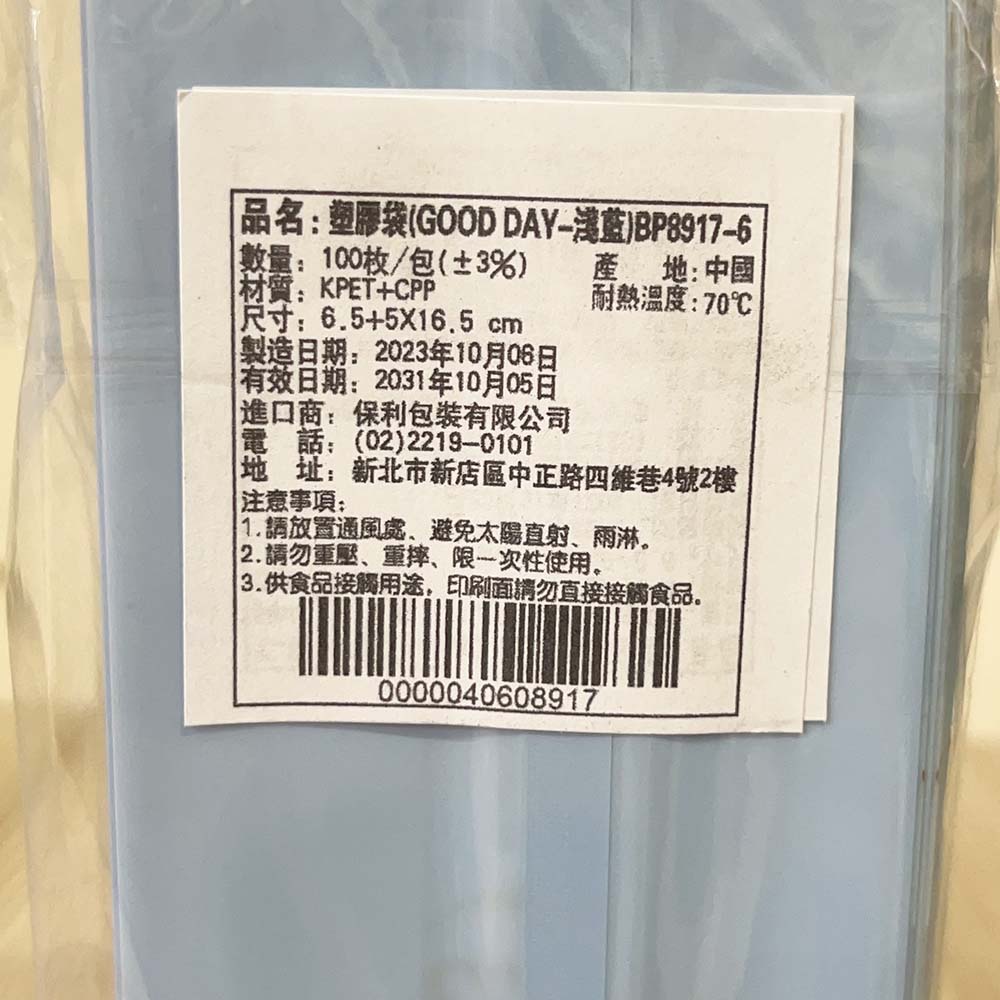 品名：塑膠袋(GOOD DAY-淺藍)BP8917-6
數量：100枚/包(±3%)
產　地：中國
材質：KPET+CPP
耐熱溫度：70℃
尺寸：6.5+5X16.5 cm
製造日期：2023年10月06日
有效日期：2031年10月05日
進口商：保利包裝有限公司
電　話：(02)2219-0101
地　址：新北市新店區中正路四維巷4號2樓
注意事項：
1.請放置通風處、避免太陽直射、雨淋。
2.請勿重壓、重摔、限一次性使用。
3.供食品接觸用途，印刷面請勿直接接觸食品。
0000040608917